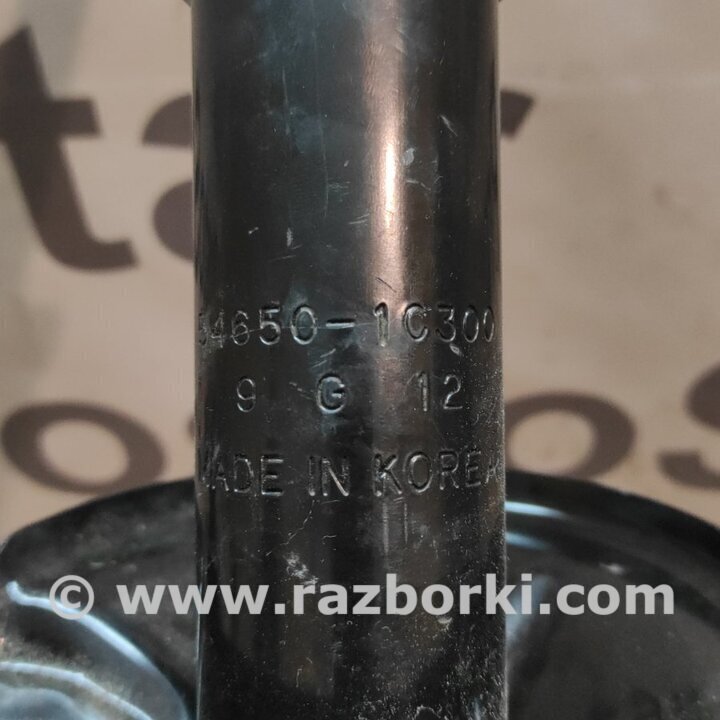 54650-1C300
9 G 12
MADE IN KOREA
© www.razborki.com